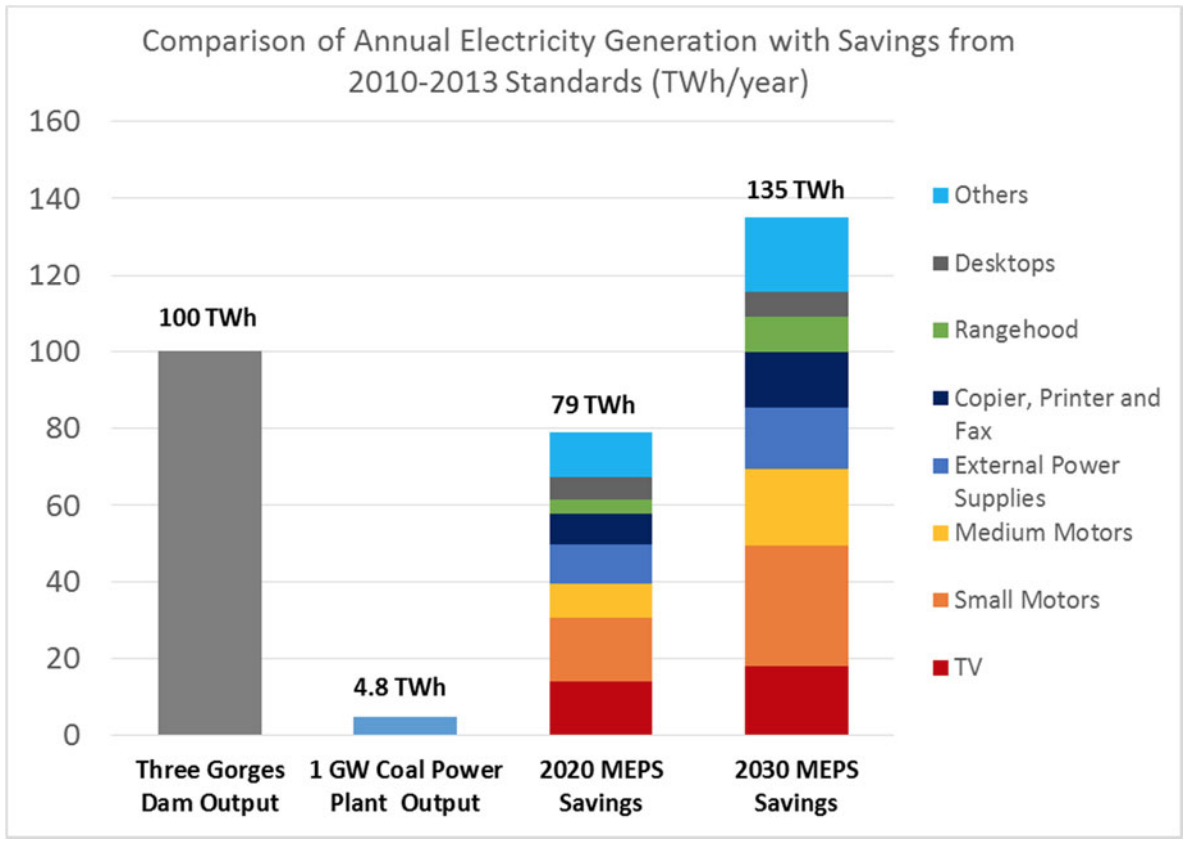 Comparison of Annual Electricity Generation with Savings from
2010-2013 Standards (TWh/year)
160
140
120
100
80
60
40
20
0
100 TWh
4.8 TWh
79 TWh
135 TWh
Three Gorges
Dam Output
1 GW Coal Power
Plant Output
2020 MEPS
Savings
2030 MEPS
Savings
Others
Desktops
Rangehood
Copier, Printer and
Fax
External Power
Supplies
Medium Motors
Small Motors
TV